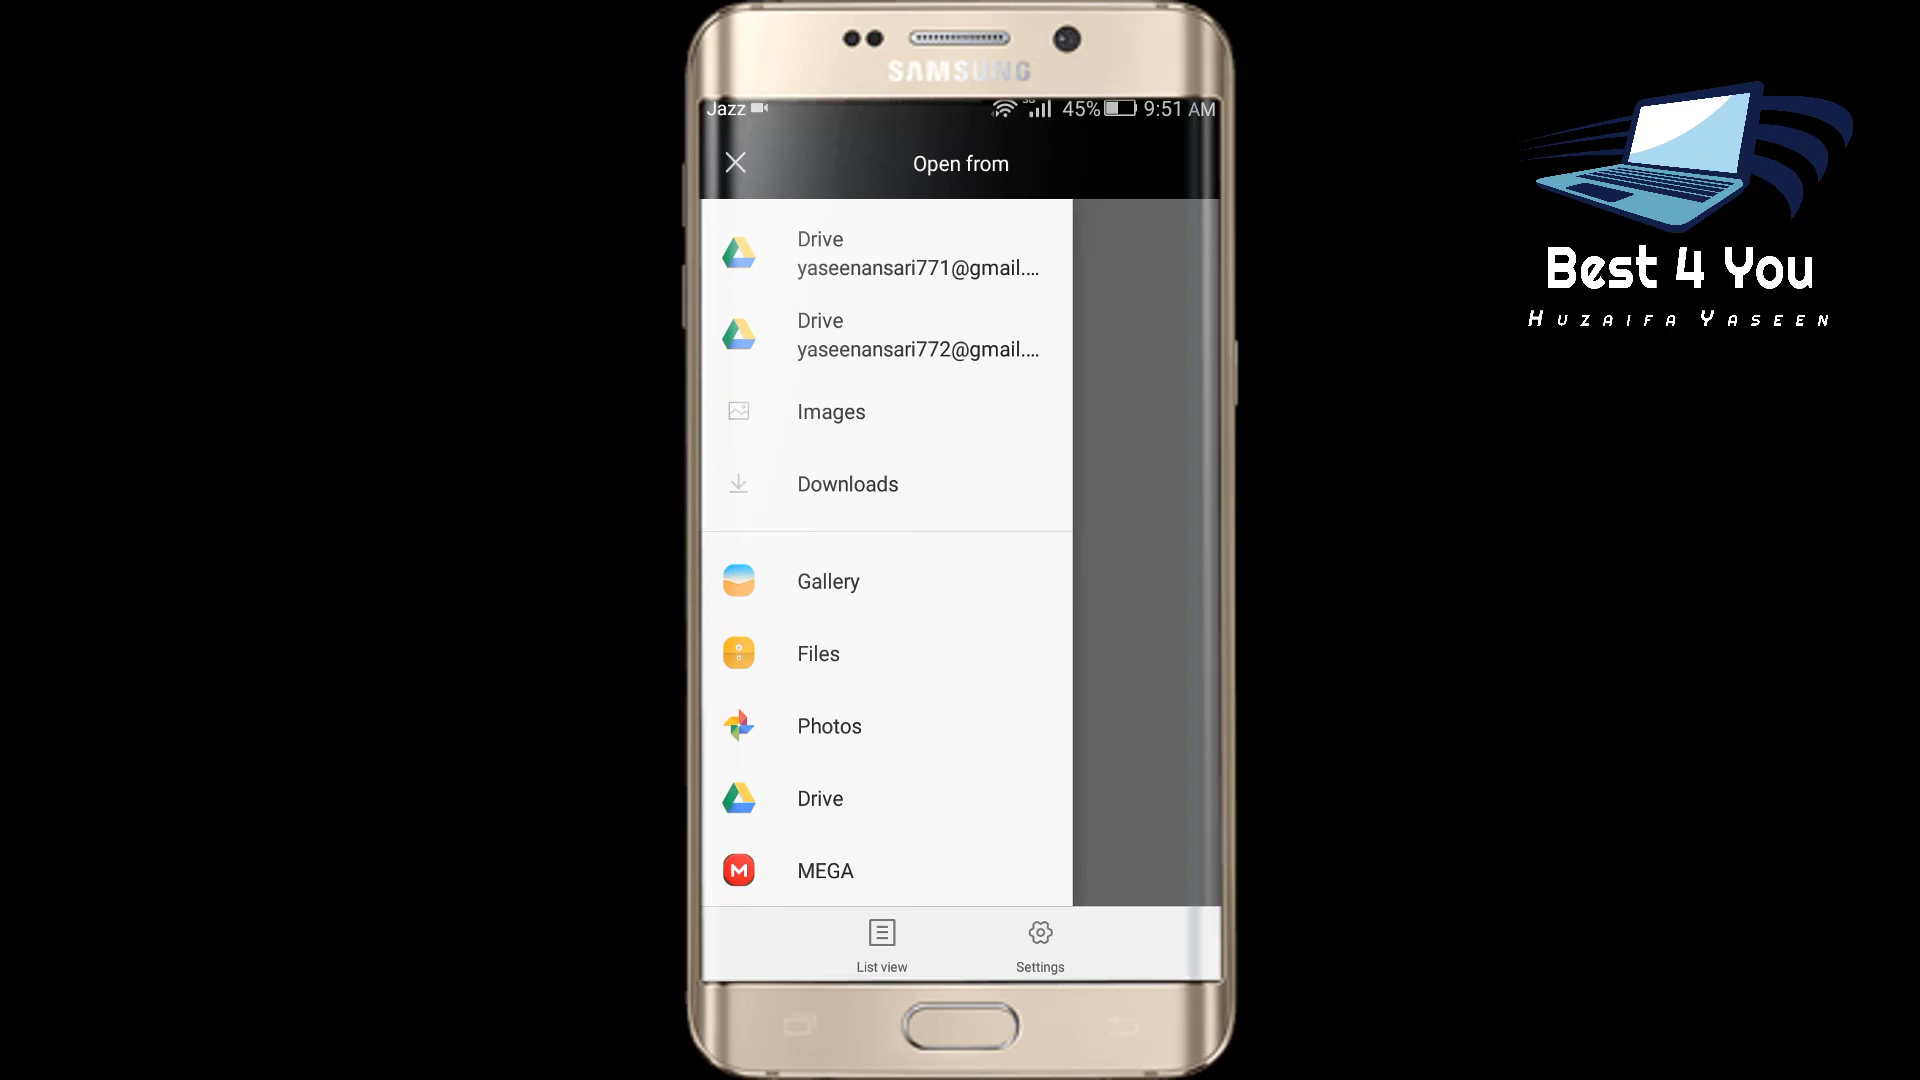 SAMSUNG
Jazz
45% 9:51 AM
Open from
Drive
yaseenansari771@gmail....
Drive
yaseenansari772@gmail....
Images
Downloads
Gallery
Files
Photos
Drive
MEGA
List view
Settings
Best 4 You
Huzaifa Yaseen